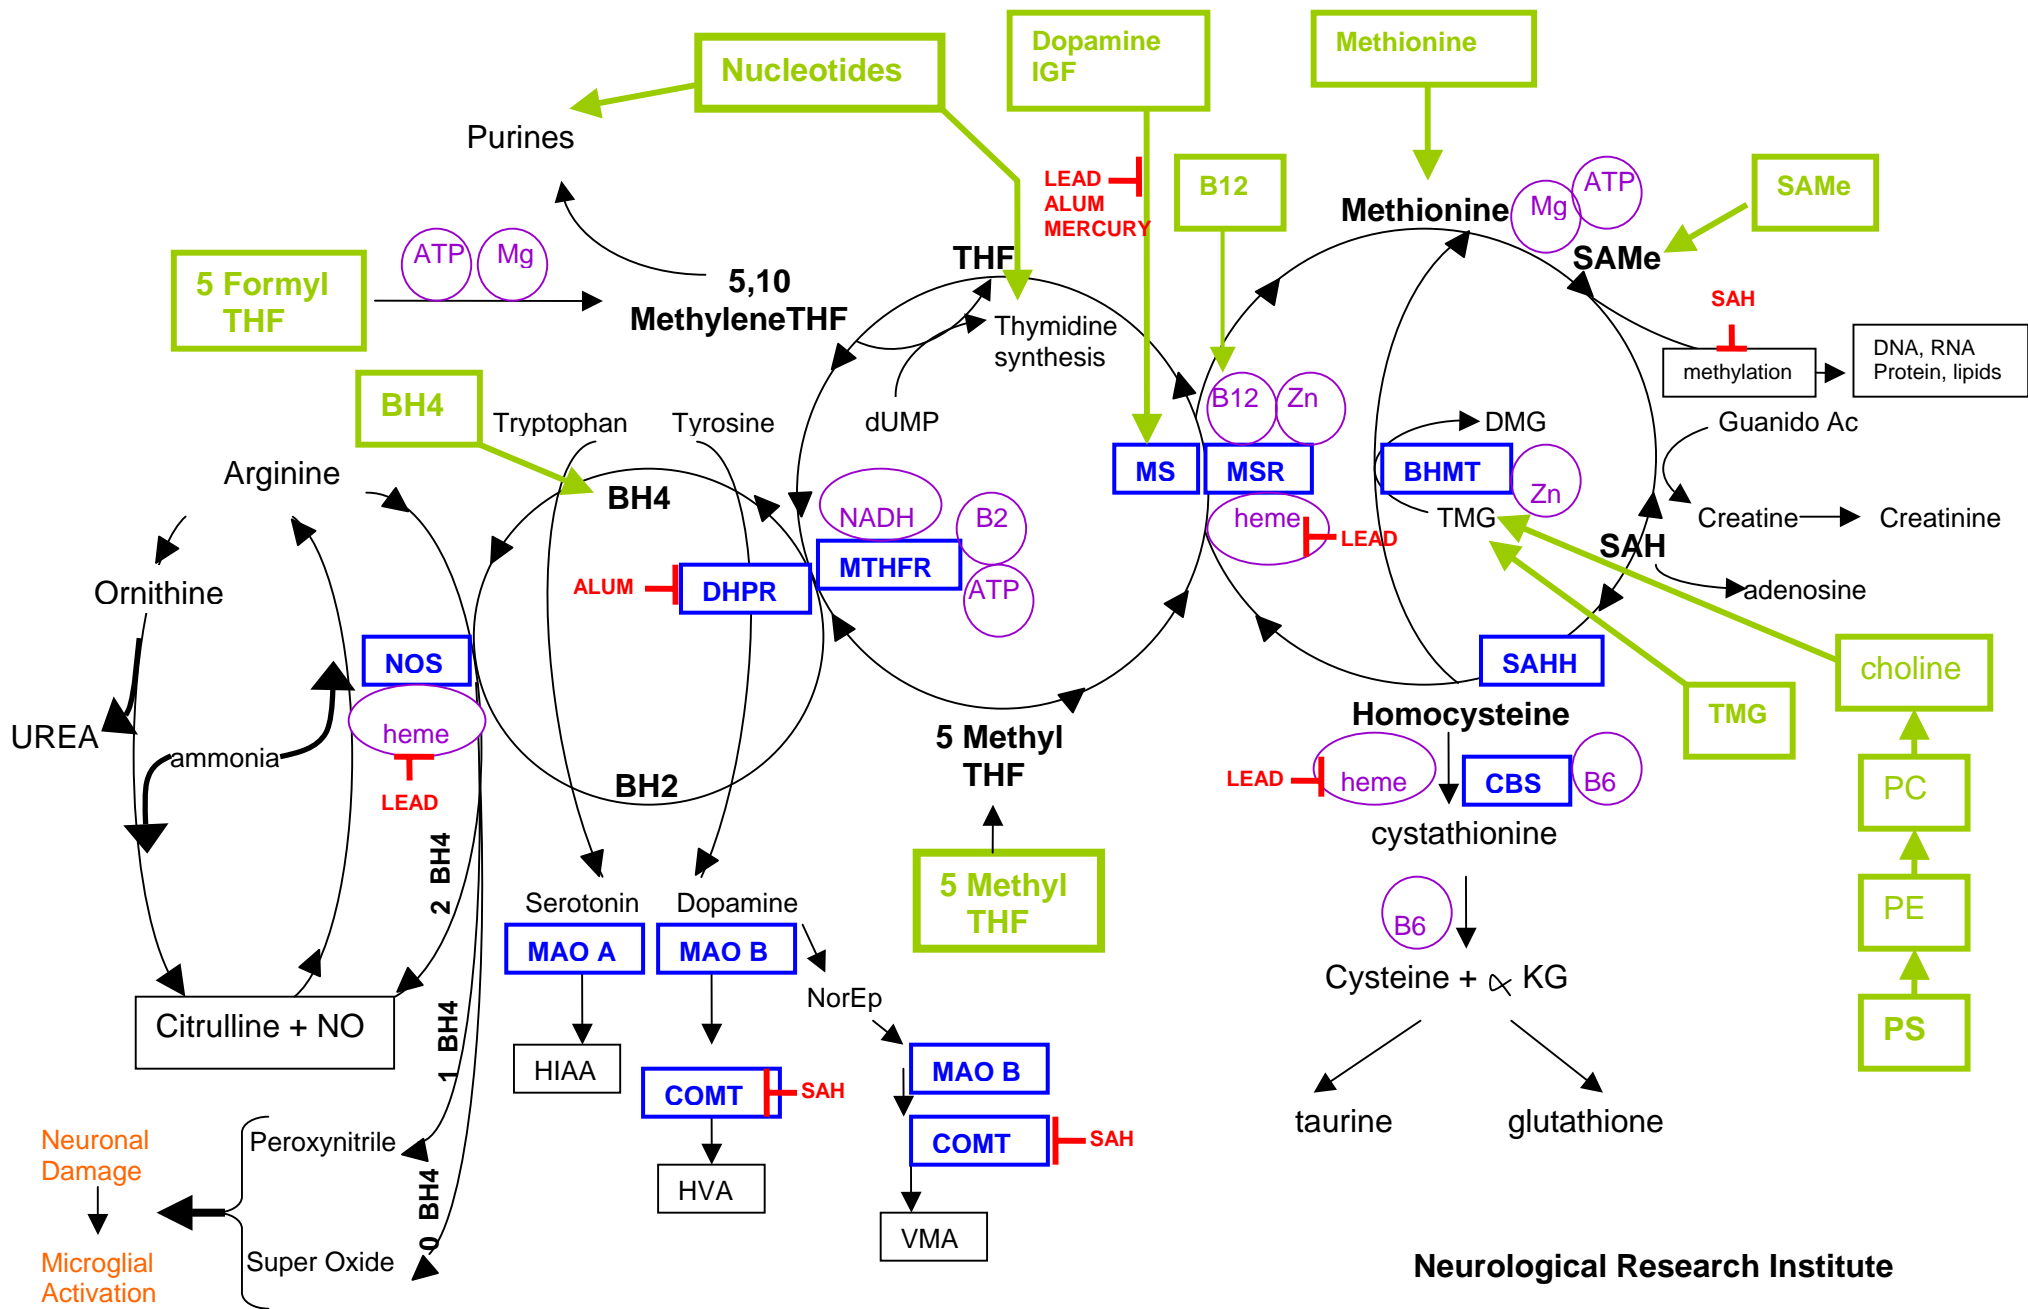 Nucleotides
Dopamine
IGF
Methionine
Purines
LEAD
ALUM
MERCURY
B12
ATP
Mg
SAMe
Methionine
SAMe
5 Formyl
THF
ATP
Mg
5,10
MethyleneTHF
THF
Thymidine
synthesis
SAH
methylation
DNA, RNA
Protein, lipids
BH4
Tryptophan
Tyrosine
dUMP
B12
Zn
DMG
Guanido Ac
Arginine
BH4
MS
MSR
BHMT
Zn
NADH
B2
heme
LEAD
TMG
Creatine
Creatinine
SAH
adenosine
Ornithine
ALUM
DHPR
MTHFR
ATP
NOS
SAHH
choline
heme
LEAD
UREA
ammonia
BH2
5 Methyl
THF
Homocysteine
TMG
LEAD
heme
CBS
B6
PC
cystathionine
2 BH4
5 Methyl
THF
B6
PE
Serotonin
Dopamine
MAO A
MAO B
NorEp
Cysteine + α KG
PS
Citrulline + NO
1 BH4
HIAA
COMT
SAH
MAO B
COMT
SAH
taurine
glutathione
Neuronal
Damage
Peroxynitrile
0 BH4
HVA
VMA
Microglial
Activation
Super Oxide
Neurological Research Institute